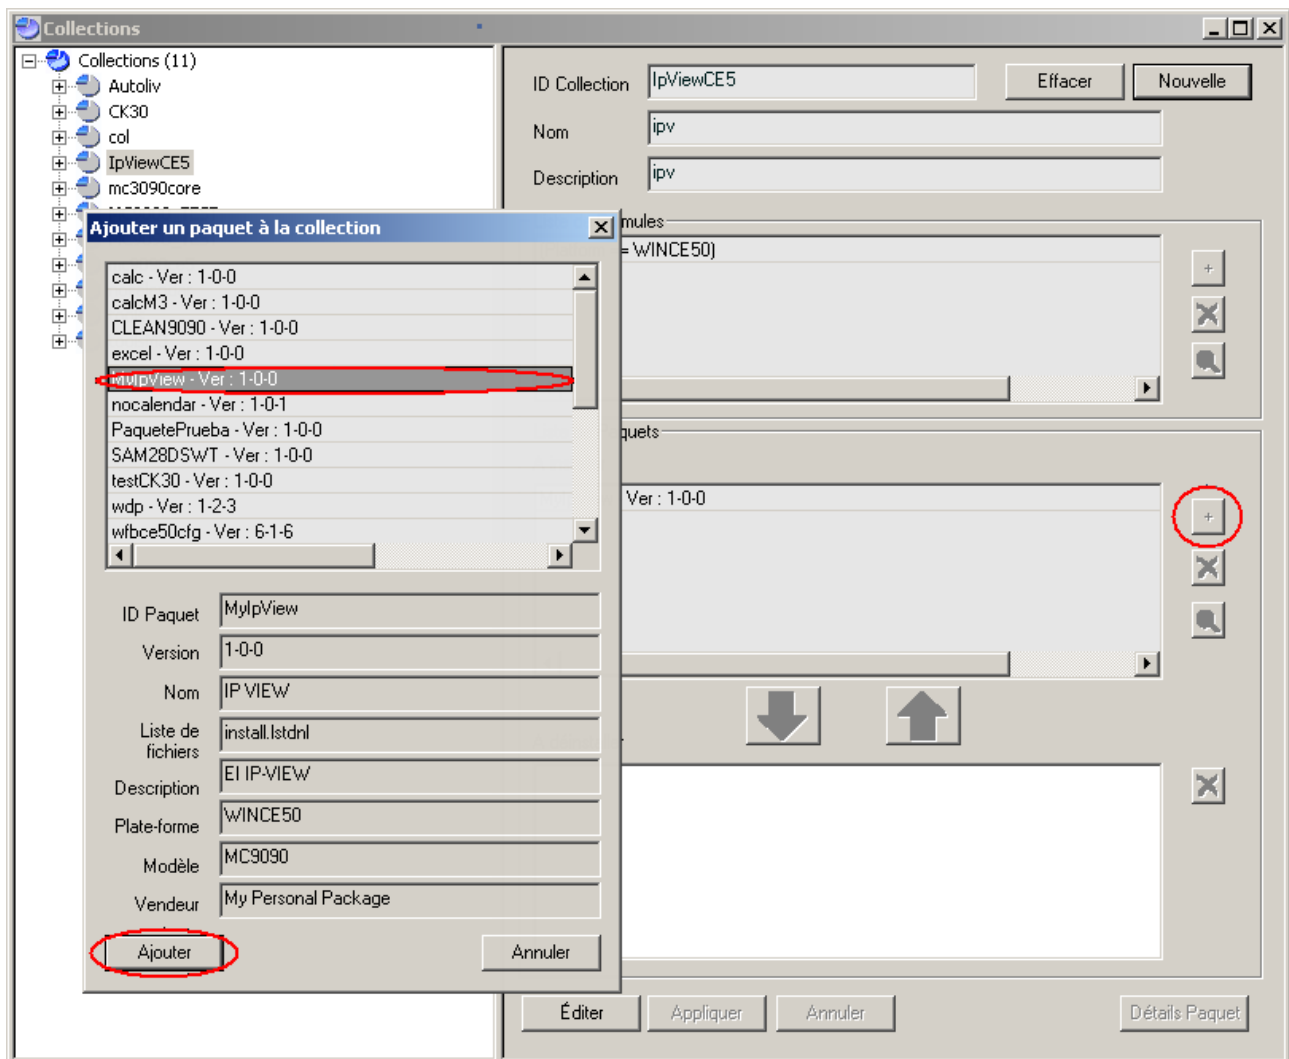 Collections
Collections (11)
Autoliv
CK30
col
IpViewCE5
mc3090core
ID Collection
IpViewCE5
Effacer
Nouvelle
Nom
ipv
Description
ipv
mules
= WINCE50)
quets
Ver : 1-0-0
Ajouter un paquet à la collection
calc - Ver : 1-0-0
calcM3 - Ver : 1-0-0
CLEAN9090 - Ver : 1-0-0
excel - Ver : 1-0-0
MyIpView - Ver : 1-0-0
nocalendar - Ver : 1-0-1
PaquetePrueba - Ver : 1-0-0
SAM28DSWT - Ver : 1-0-0
testCK30 - Ver : 1-0-0
wdp - Ver : 1-2-3
wfbce50cfg - Ver : 6-1-6
ID Paquet
MyIpView
Version
1-0-0
Nom
IP VIEW
Liste de
fichiers
install.lstdnl
Description
EI IP-VIEW
Plate-forme
WINCE50
Modèle
MC9090
Vendeur
My Personal Package
Ajouter
Annuler
Éditer
Appliquer
Annuler
Détails Paquet